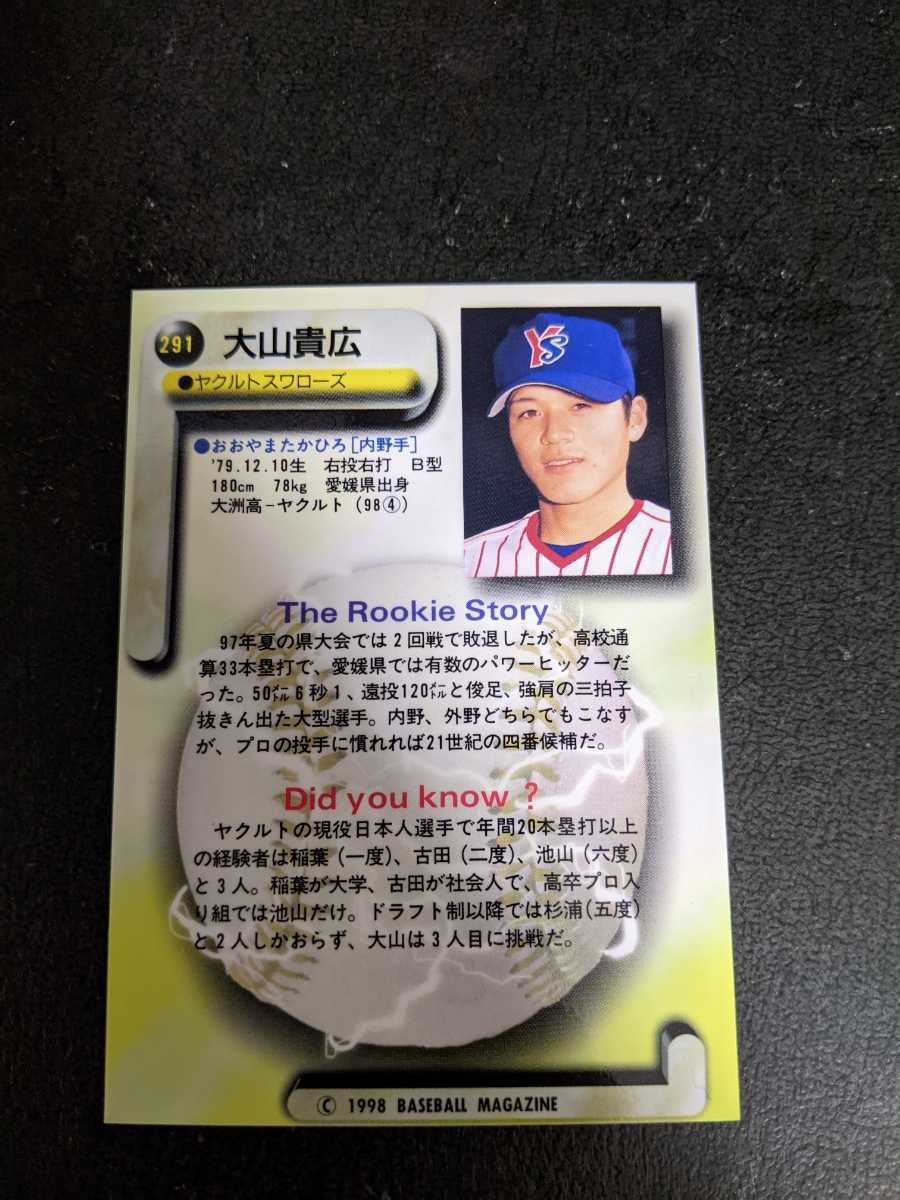 291 大山貴広
●ヤクルトスワローズ
YS
●おおやまたかひろ[内野手]
'79.12.10生 右投右打 B型
180cm 78kg 愛媛県出身
大洲高-ヤクルト (98④)
The Rookie Story
97年夏の県大会では2回戦で敗退したが、高校通
算33本塁打で、愛媛県では有数のパワーヒッターだ
った。50㍍6秒1、遠投120㍍と俊足、強肩の三拍子
抜きん出た大型選手。内野、外野どちらでもこなす
が、プロの投手に慣れれば21世紀の四番候補だ。
Did you know ?
ヤクルトの現役日本人選手で年間20本塁打以上
の経験者は稲葉(一度)、古田(二度)、池山(六度)
と3人。稲葉が大学、古田が社会人で、高卒プロ入
り組では池山だけ。ドラフト制以降では杉浦(五度)
と2人しかおらず、大山は3人目に挑戦だ。
© 1998 BASEBALL MAGAZINE